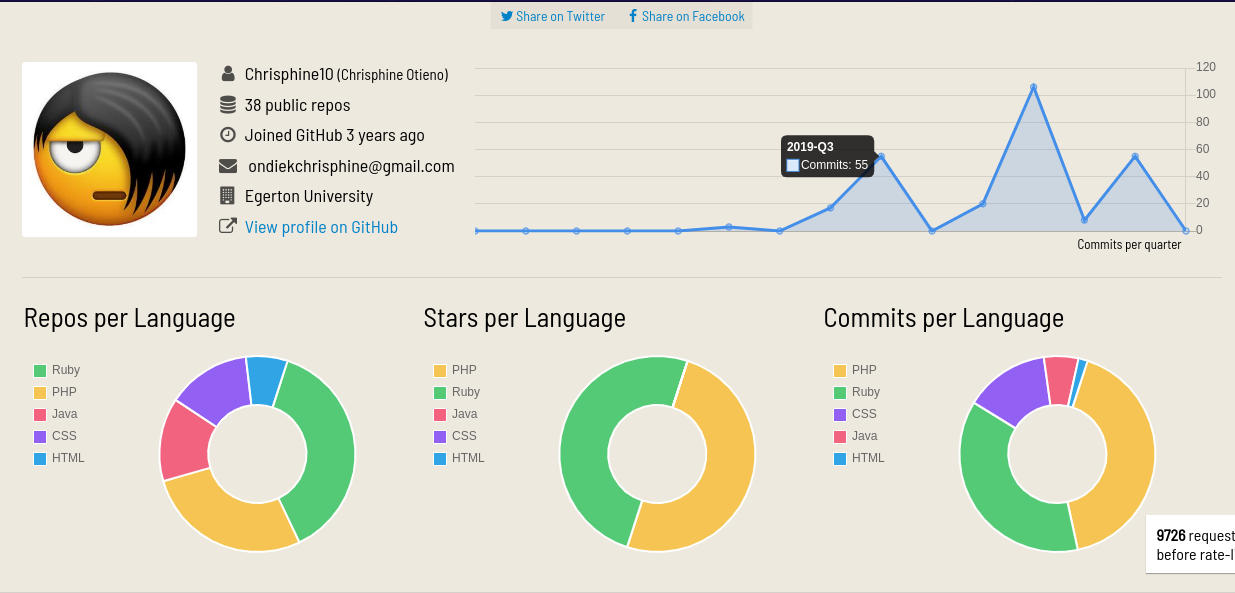 Share on Twitter
Share on Facebook
Chrisphine10 (Chrisphine Otieno)
38 public repos
Joined GitHub 3 years ago
ondiekchrisphine@gmail.com
Egerton University
View profile on GitHub
2019-Q3
Commits: 55
120
100
80
60
40
20
0
Commits per quarter
Repos per Language
Ruby
PHP
Java
CSS
HTML
Stars per Language
PHP
Ruby
Java
CSS
HTML
Commits per Language
PHP
Ruby
CSS
Java
HTML
9726 request
before rate-l